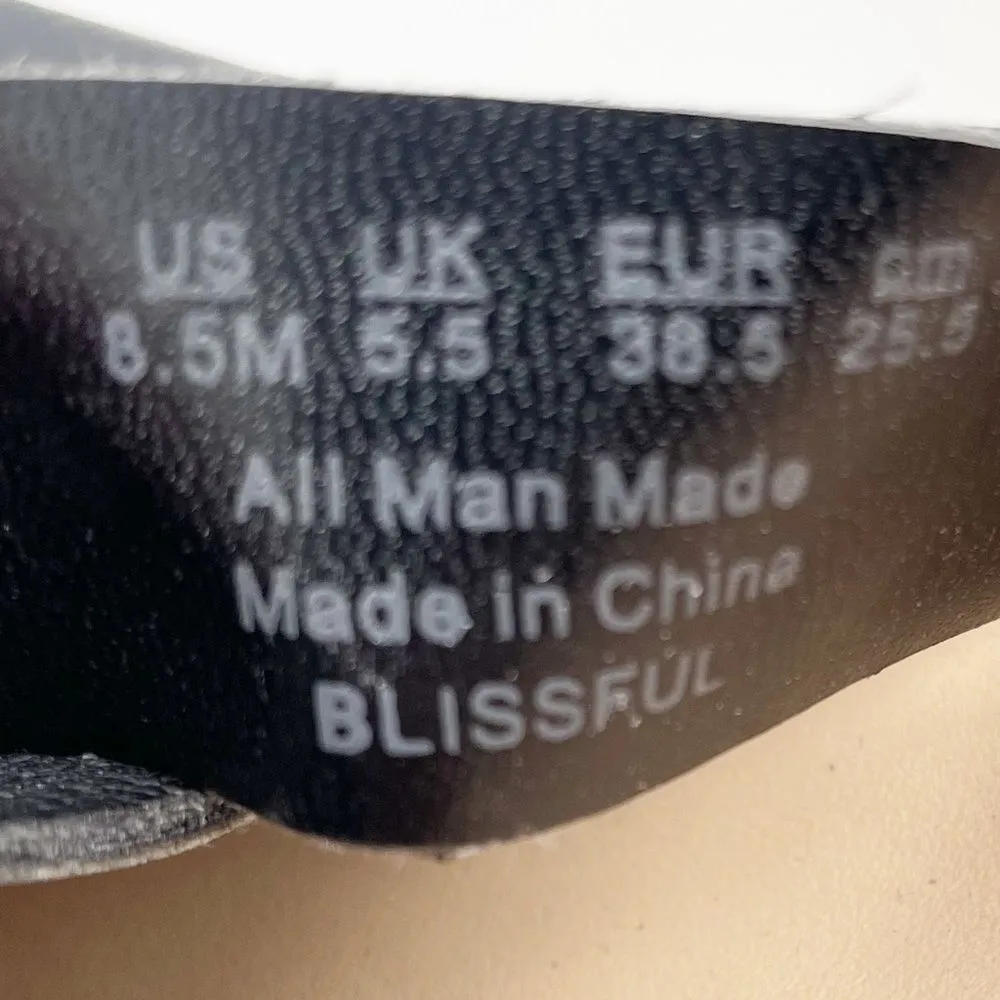 US UK EUR cm
8.5M 5.5 38.5 25.5
All Man Made
Made in China
BLISSFUL